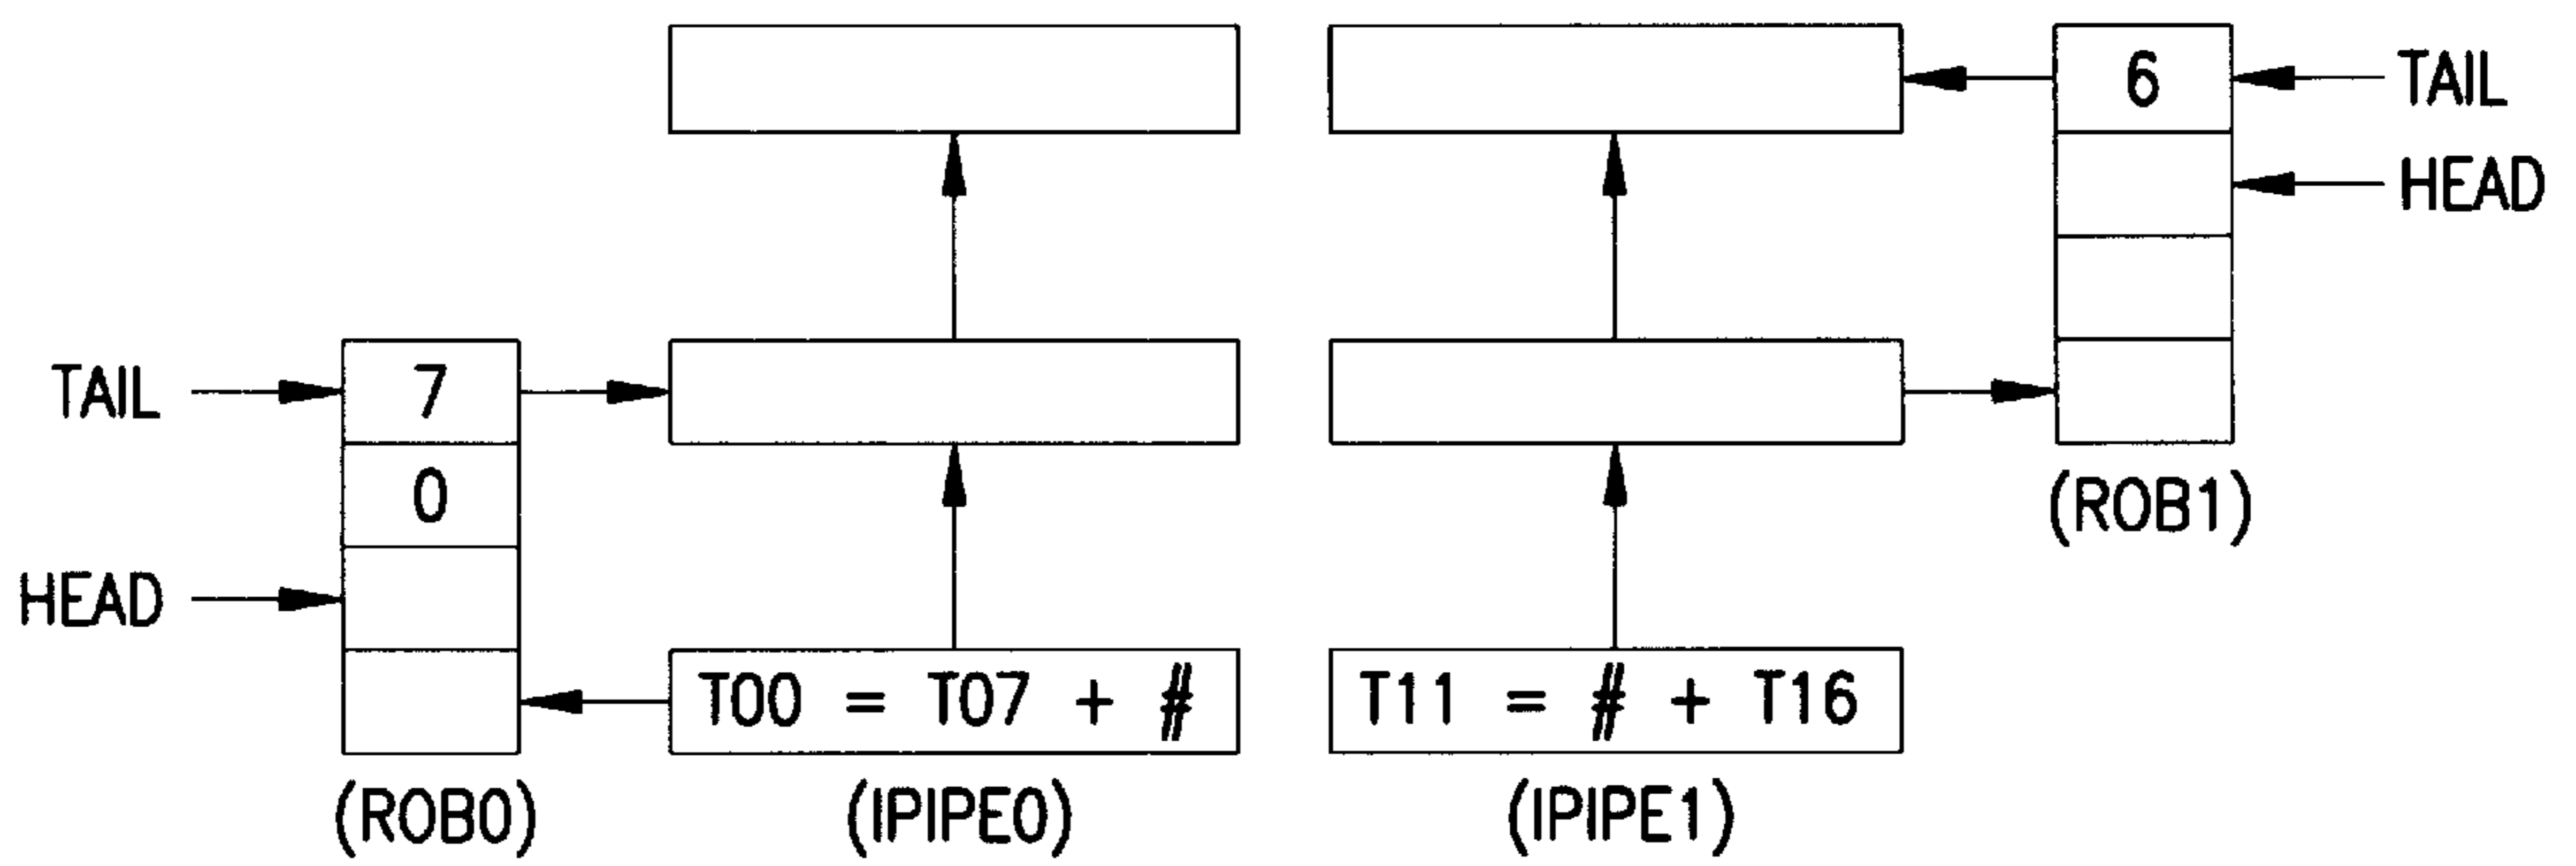 6 TAIL
HEAD
TAIL 7
0
(ROB1)
HEAD
T00 = T07 + # T11 = # + T16
(ROB0) (IPIPE0) (IPIPE1)